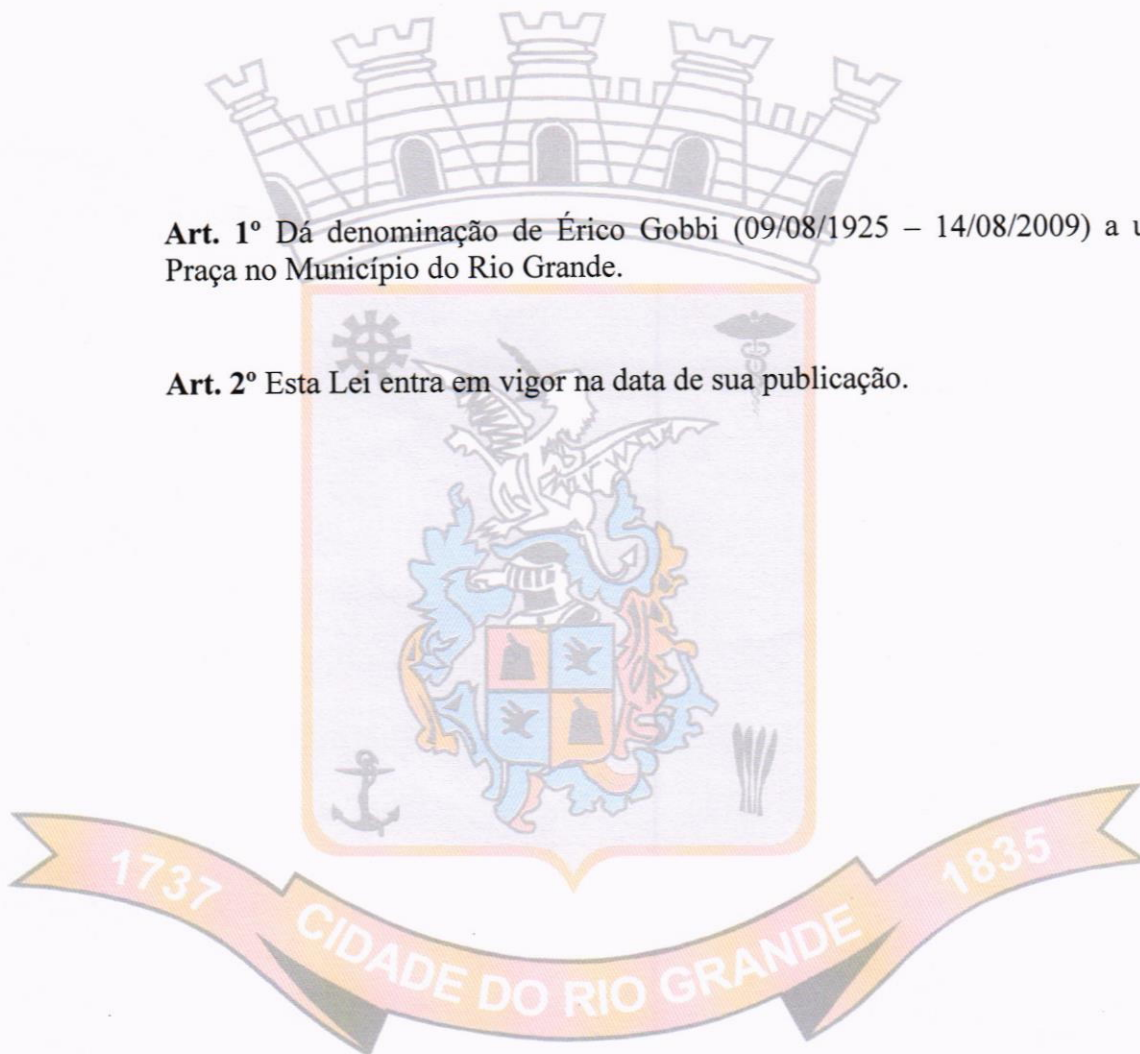 Art. 1º Dá denominação de Érico Gobbi (09/08/1925 – 14/08/2009) a
Praça no Município do Rio Grande.
Art. 2º Esta Lei entra em vigor na data de sua publicação.
1737 CIDADE DO RIO GRANDE 1835